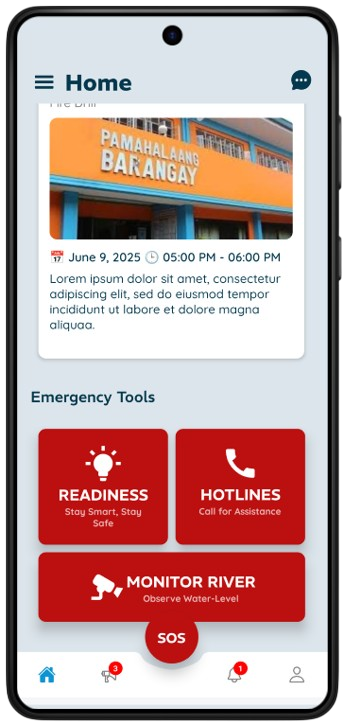 Home
Fire Drill
PAMAHALAANG
BARANGAY
June 9, 2025 05:00 PM - 06:00 PM
Lorem ipsum dolor sit amet, consectetur
adipiscing elit, sed do eiusmod tempor
incididunt ut labore et dolore magna
aliquaa.
Emergency Tools
READINESS
Stay Smart, Stay
Safe
HOTLINES
Call for Assistance
MONITOR RIVER
Observe Water-Level
SOS
3
1